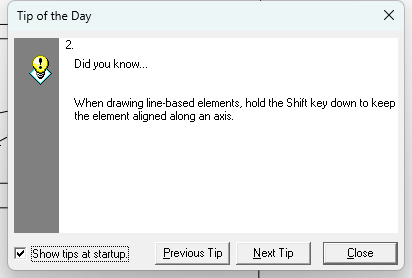 Tip of the Day
2.
Did you know...
When drawing line-based elements, hold the Shift key down to keep
the element aligned along an axis.
Show tips at startup.
Previous Tip
Next Tip
Close